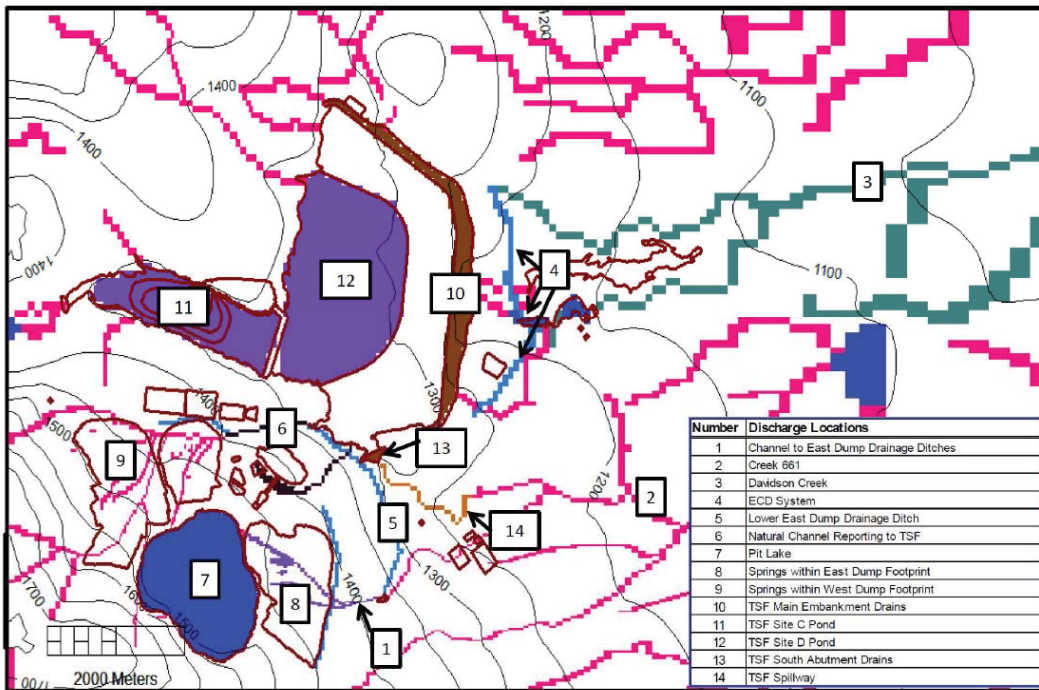 1200
1400
1100
3
1400
4
12
1400
11
10
1100
1300
1400
1500
6
13
9
1200
2
5
14
7
8
1400
1300
1700
1600
1500
1
1700
2000 Meters
Number Discharge Locations
1 Channel to East Dump Drainage Ditches
2 Creek 661
3 Davidson Creek
4 ECD System
5 Lower East Dump Drainage Ditch
6 Natural Channel Reporting to TSF
7 Pit Lake
8 Springs within East Dump Footprint
9 Springs within West Dump Footprint
10 TSF Main Embankment Drains
11 TSF Site C Pond
12 TSF Site D Pond
13 TSF South Abutment Drains
14 TSF Spillway